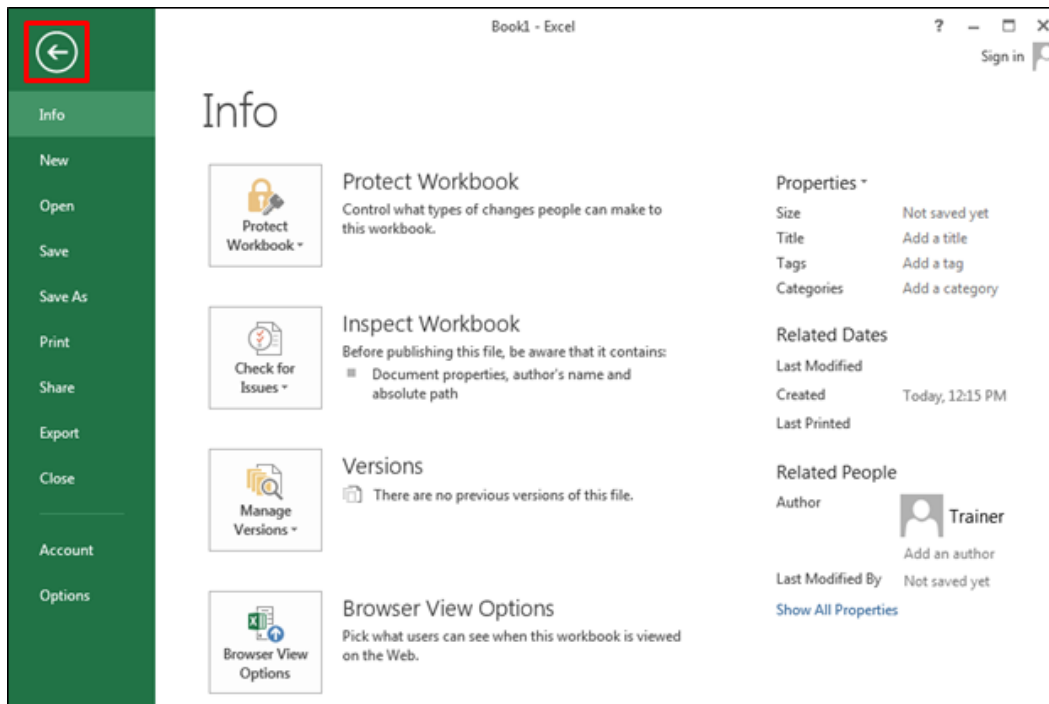 Book1 - Excel
?
Sign in
Info
New
Open
Save
Save As
Print
Share
Export
Close
Account
Options
Info
Protect
Workbook
Protect Workbook
Control what types of changes people can make to
this workbook.
Check for
Issues
Inspect Workbook
Before publishing this file, be aware that it contains:
Document properties, author's name and
absolute path
Manage
Versions
Versions
There are no previous versions of this file.
Browser View
Options
Browser View Options
Pick what users can see when this workbook is viewed
on the Web.
Properties
Size Not saved yet
Title Add a title
Tags Add a tag
Categories Add a category
Related Dates
Last Modified
Created Today, 12:15 PM
Last Printed
Related People
Author Trainer
Add an author
Last Modified By Not saved yet
Show All Properties